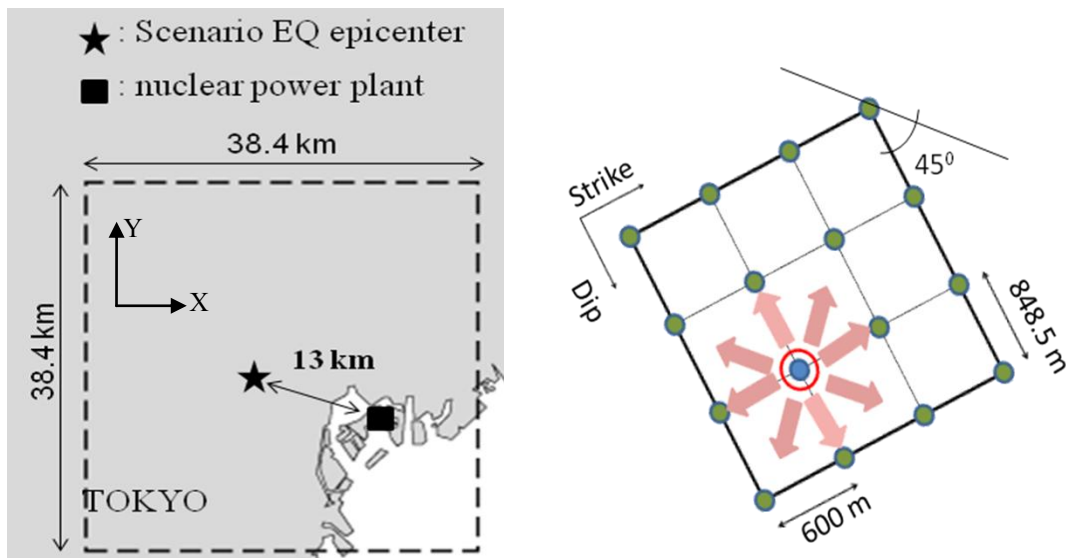 ★ : Scenario EQ epicenter
■ : nuclear power plant
38.4 km
38.4 km
Y
X
13 km
TOKYO
Strike
Dip
45⁰
848.5 m
600 m